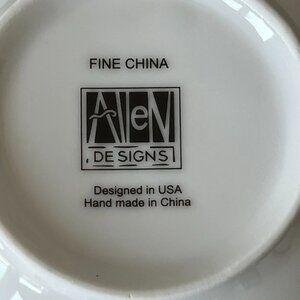 FINE CHINA
AlleN
DESIGNS
Designed in USA
Hand made in China